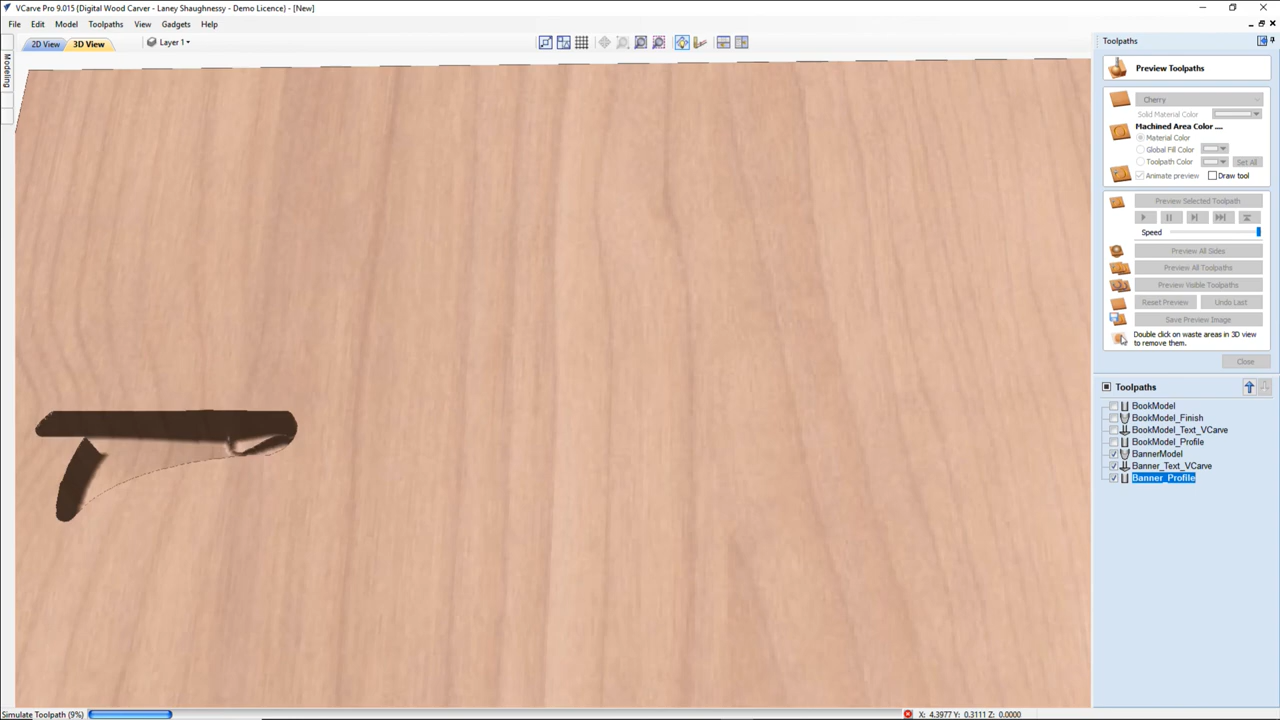 VCarve Pro 9.015 {Digital Wood Carver - Laney Shaughnessy - Demo Licence} - [New]
File Edit Model Toolpaths View Gadgets Help
2D View 3D View Layer 1
Modeling
Toolpaths
Preview Toolpaths
Cherry
Solid Material Color
Machined Area Color ....
Material Color
Global Fill Color
Toolpath Color Set All
Animate preview Draw tool
Preview Selected Toolpath
Speed
Preview All Sides
Preview All Toolpaths
Preview Visible Toolpaths
Reset Preview Undo Last
Save Preview Image
Double click on waste areas in 3D view
to remove them.
Close
Toolpaths
BookModel
BookModel_Finish
BookModel_Text_VCarve
BookModel_Profile
BannerModel
Banner_Text_VCarve
Banner_Profile
Simulate Toolpath (9%) X: 4.3977 Y: 0.3111 Z: 0.0000